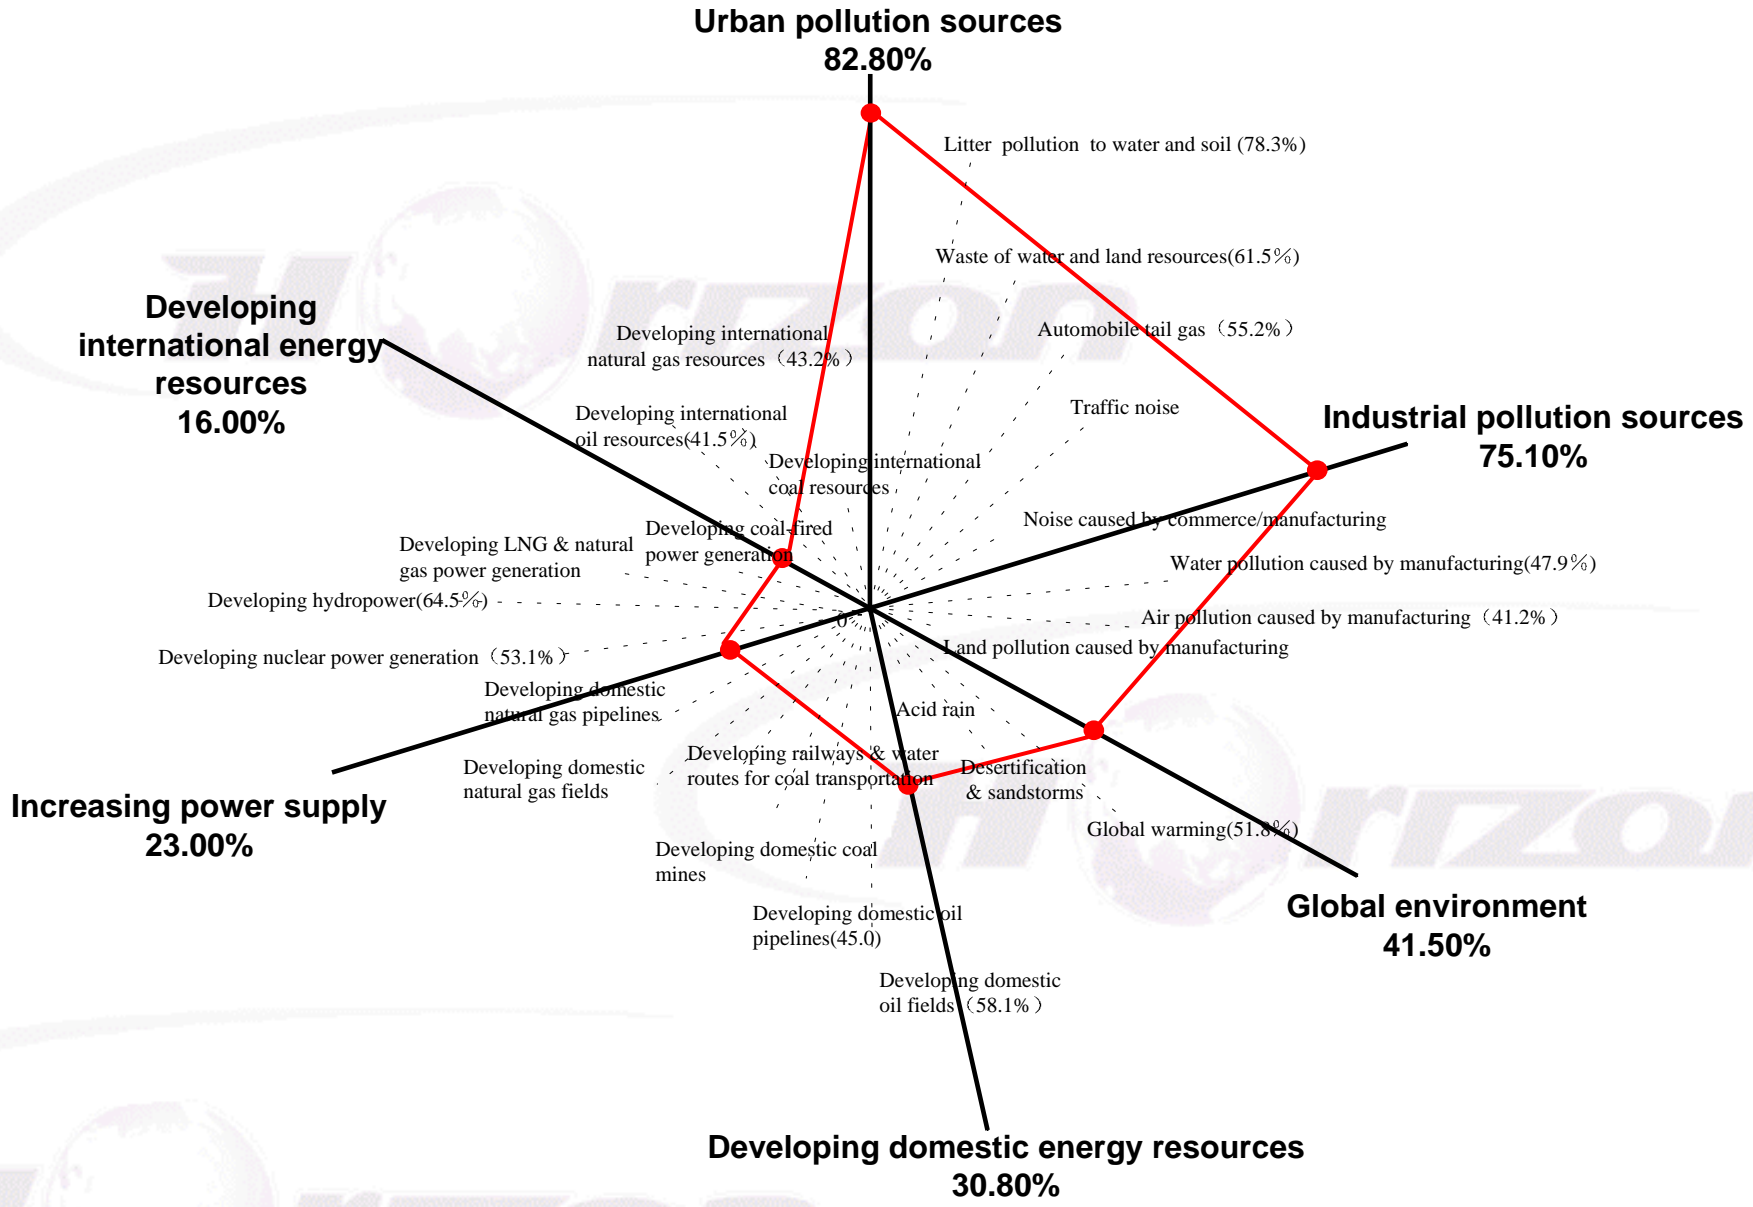 Urban pollution sources
82.80%
Litter pollution to water and soil (78.3%)
Waste of water and land resources(61.5%)
Automobile tail gas（55.2%）
Traffic noise
Industrial pollution sources
75.10%
Noise caused by commerce/manufacturing
Water pollution caused by manufacturing(47.9%)
Air pollution caused by manufacturing（41.2%）
Land pollution caused by manufacturing
Global environment
41.50%
Global warming(51.8%)
Desertification
& sandstorms
Acid rain
Developing domestic energy resources
30.80%
Developing domestic
oil fields（58.1%）
Developing domestic oil
pipelines(45.0)
Developing domestic coal
mines
Developing railways & water
routes for coal transportation
Developing domestic
natural gas fields
Developing domestic
natural gas pipelines
Increasing power supply
23.00%
Developing nuclear power generation（53.1%）
Developing hydropower(64.5%)
Developing LNG & natural
gas power generation
Developing coal-fired
power generation
Developing
international energy
resources
16.00%
Developing international
natural gas resources（43.2%）
Developing international
oil resources(41.5%)
Developing international
coal resources
0
Horizon
Horizon
Horizon